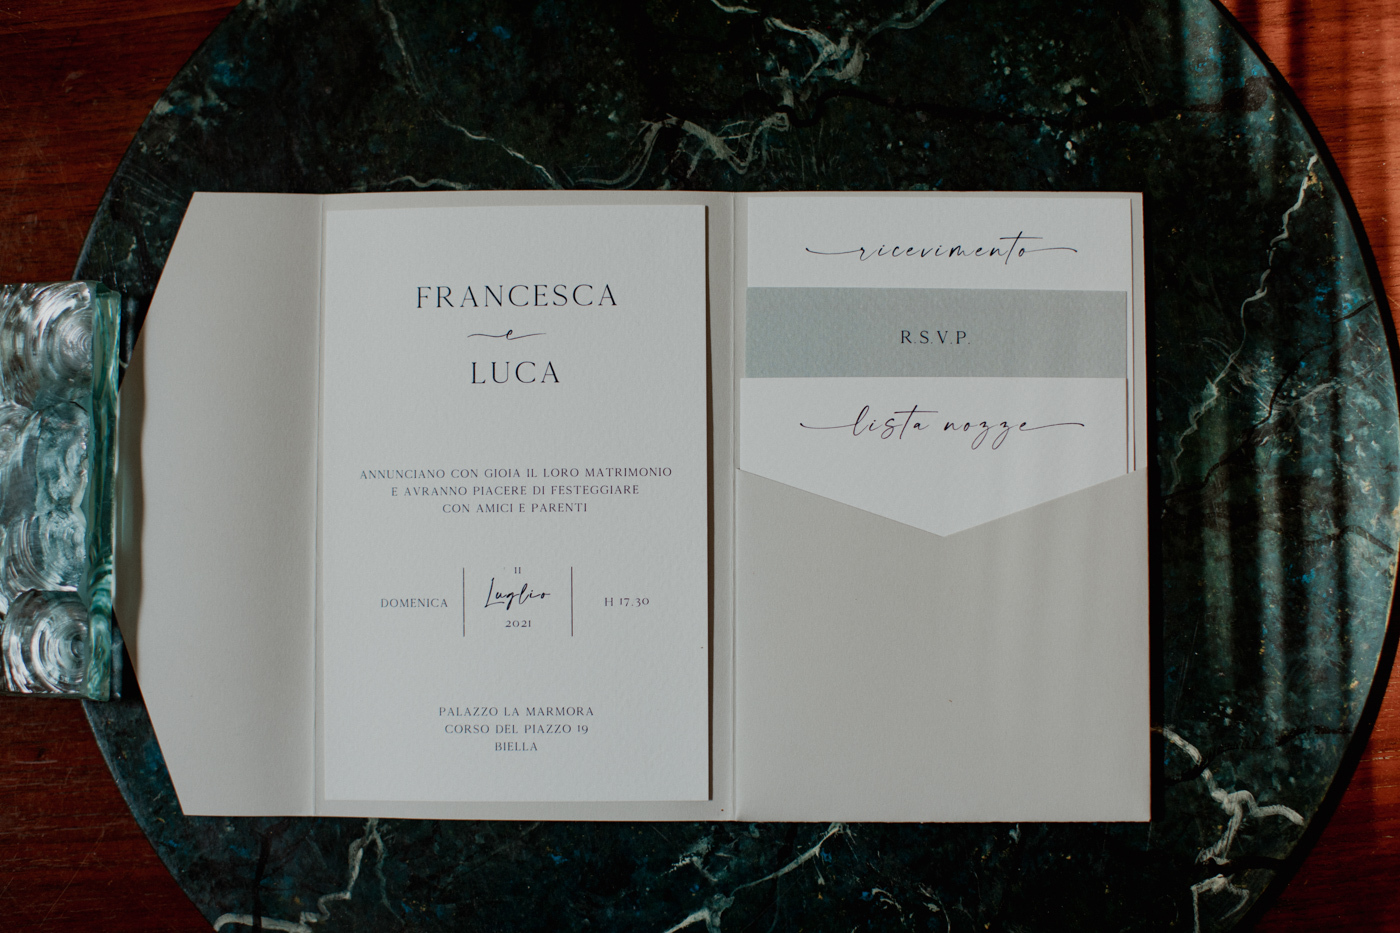 FRANCESCA
e
LUCA
ANNUNCIANO CON GIOIA IL LORO MATRIMONIO
E AVRANNO PIACERE DI FESTEGGIARE
CON AMICI E PARENTI
DOMENICA
11
Luglio
2021
H 17.30
PALAZZO LA MARMORA
CORSO DEL PIAZZO 19
BIELLA
ricevimento
R.S.V.P.
lista nozze